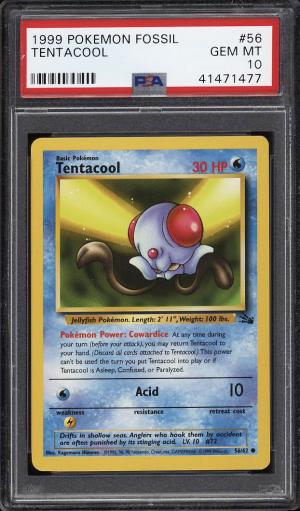 1999 POKEMON FOSSIL #56
TENTACOOL GEM MT
10
PSA 41471477
Basic Pokémon
Tentacool 30 HP
Jellyfish Pokémon. Length: 2' 11", Weight: 100 lbs.
Pokémon Power: Cowardice At any time during
your turn (before your attack), you may return Tentacool to
your hand. (Discard all cards attached to Tentacool.) This power
can't be used the turn you put Tentacool into play or if
Tentacool is Asleep, Confused, or Paralyzed.
Acid 10
weakness resistance retreat cost
Drifts in shallow seas. Anglers who hook them by accident
are often punished by its stinging acid. LV. 10 #72
Illus. Kagemaru Himeno 56/62